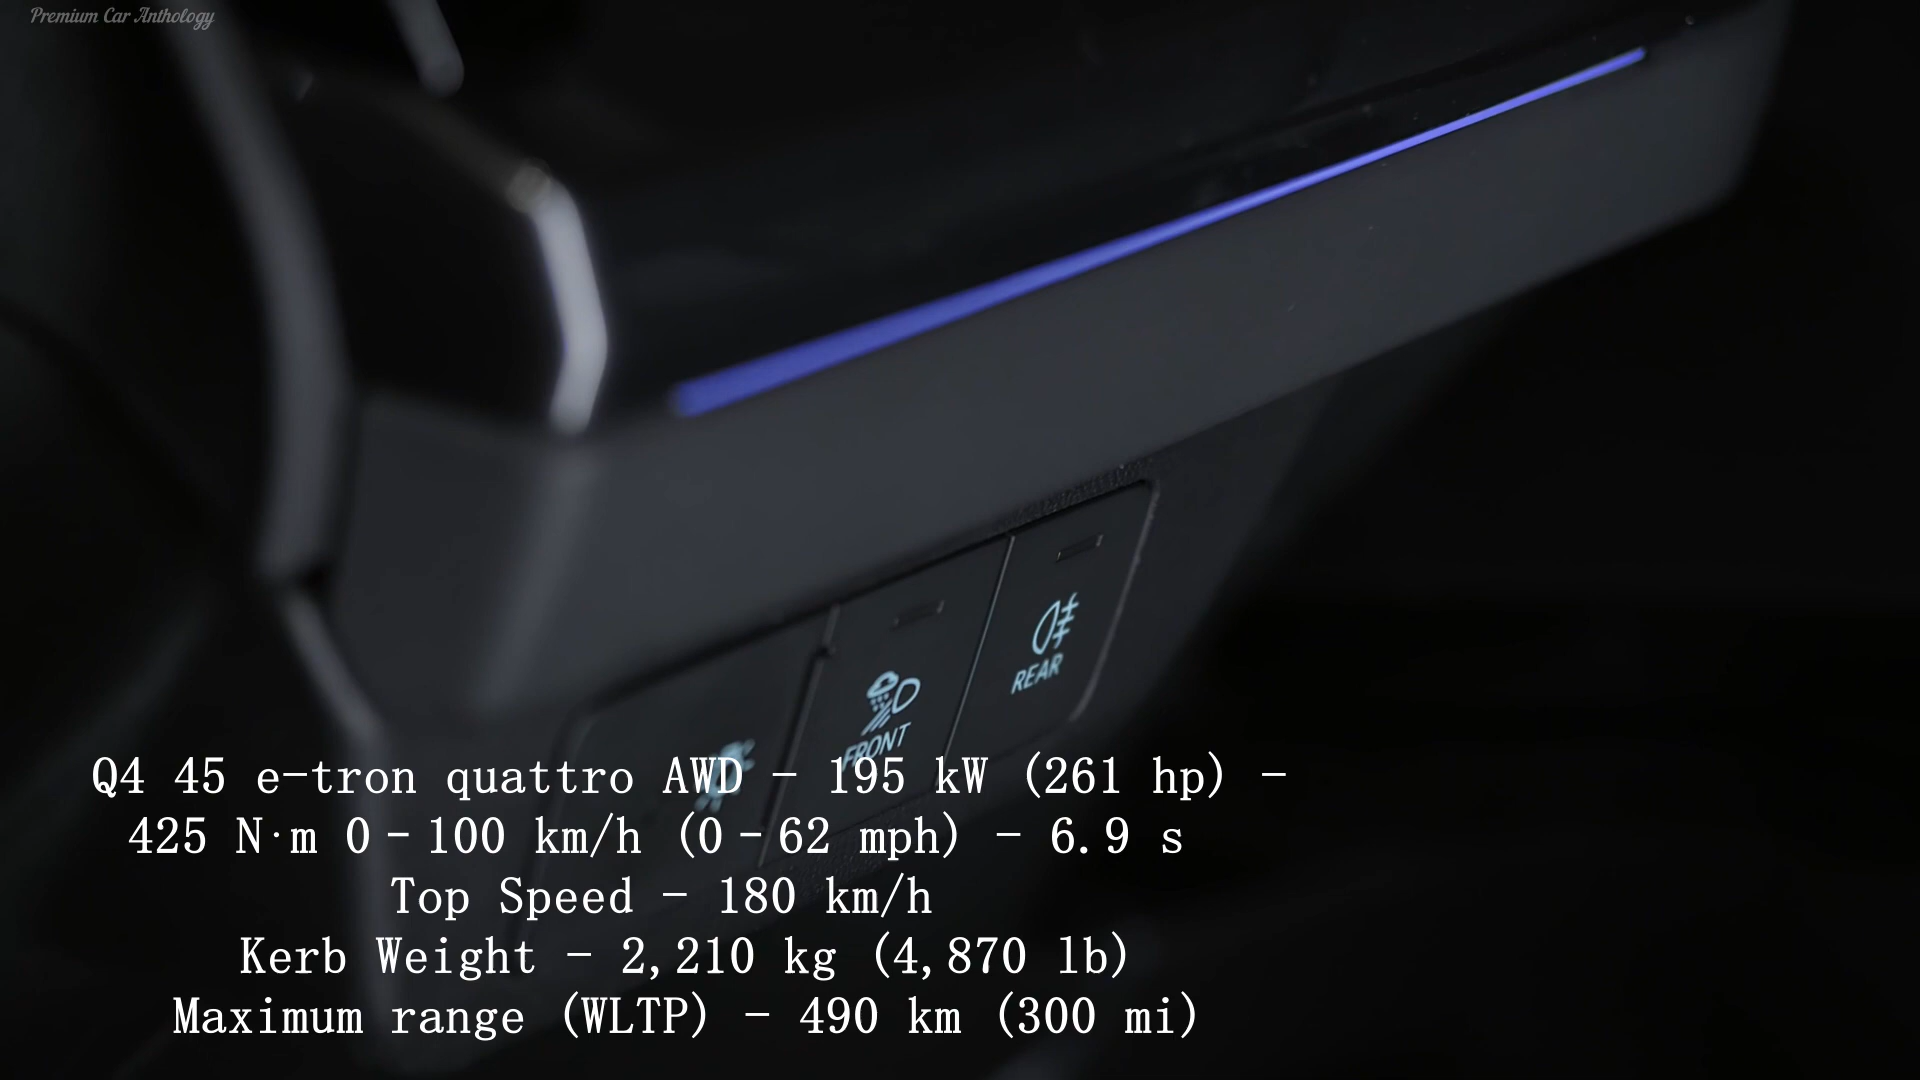 Premium Car Anthology
REAR
FRONT
Q4 45 e-tron quattro AWD - 195 kW (261 hp) -
425 N·m 0-100 km/h (0-62 mph) - 6.9 s
Top Speed - 180 km/h
Kerb Weight - 2,210 kg (4,870 lb)
Maximum range (WLTP) - 490 km (300 mi)